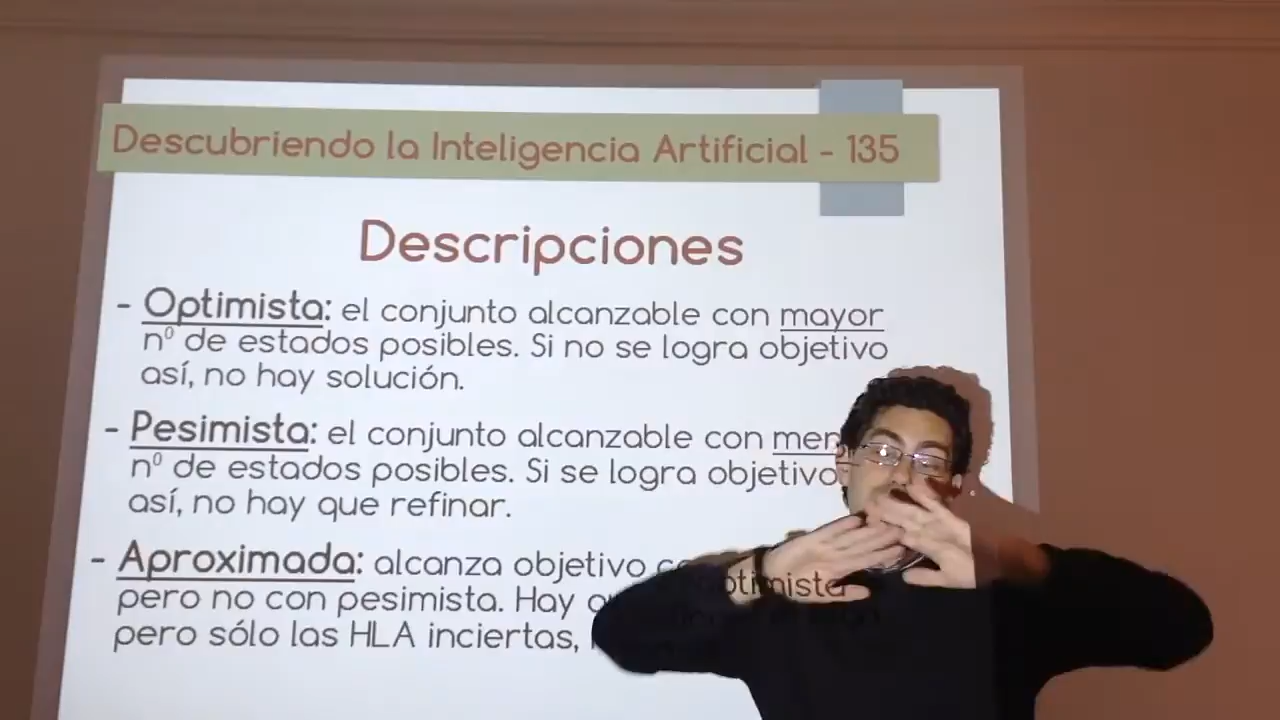 Descubriendo la Inteligencia Artificial - 135
Descripciones
- Optimista: el conjunto alcanzable con mayor
nº de estados posibles. Si no se logra objetivo
así, no hay solución.
- Pesimista: el conjunto alcanzable con
nº de estados posibles. Si se logra objetivo
así, no hay que refinar.
- Aproximada: alcanza objetivo optimista
pero no con pesimista. Hay
pero sólo las HLA inciertas,